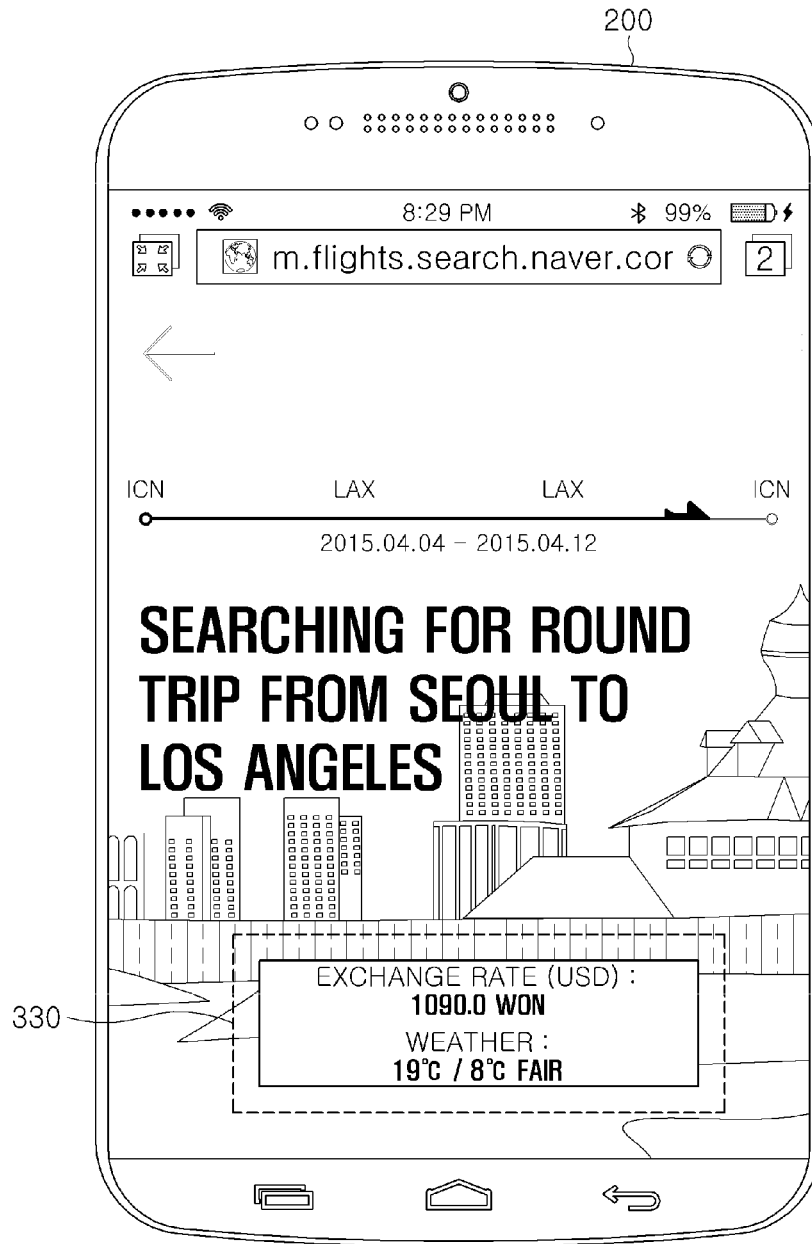 200
8:29 PM 99%
m.flights.search.naver.cor 2
ICN LAX LAX ICN
2015.04.04 – 2015.04.12
SEARCHING FOR ROUND
TRIP FROM SEOUL TO
LOS ANGELES
EXCHANGE RATE (USD) :
1090.0 WON
330
WEATHER :
19°C / 8°C FAIR